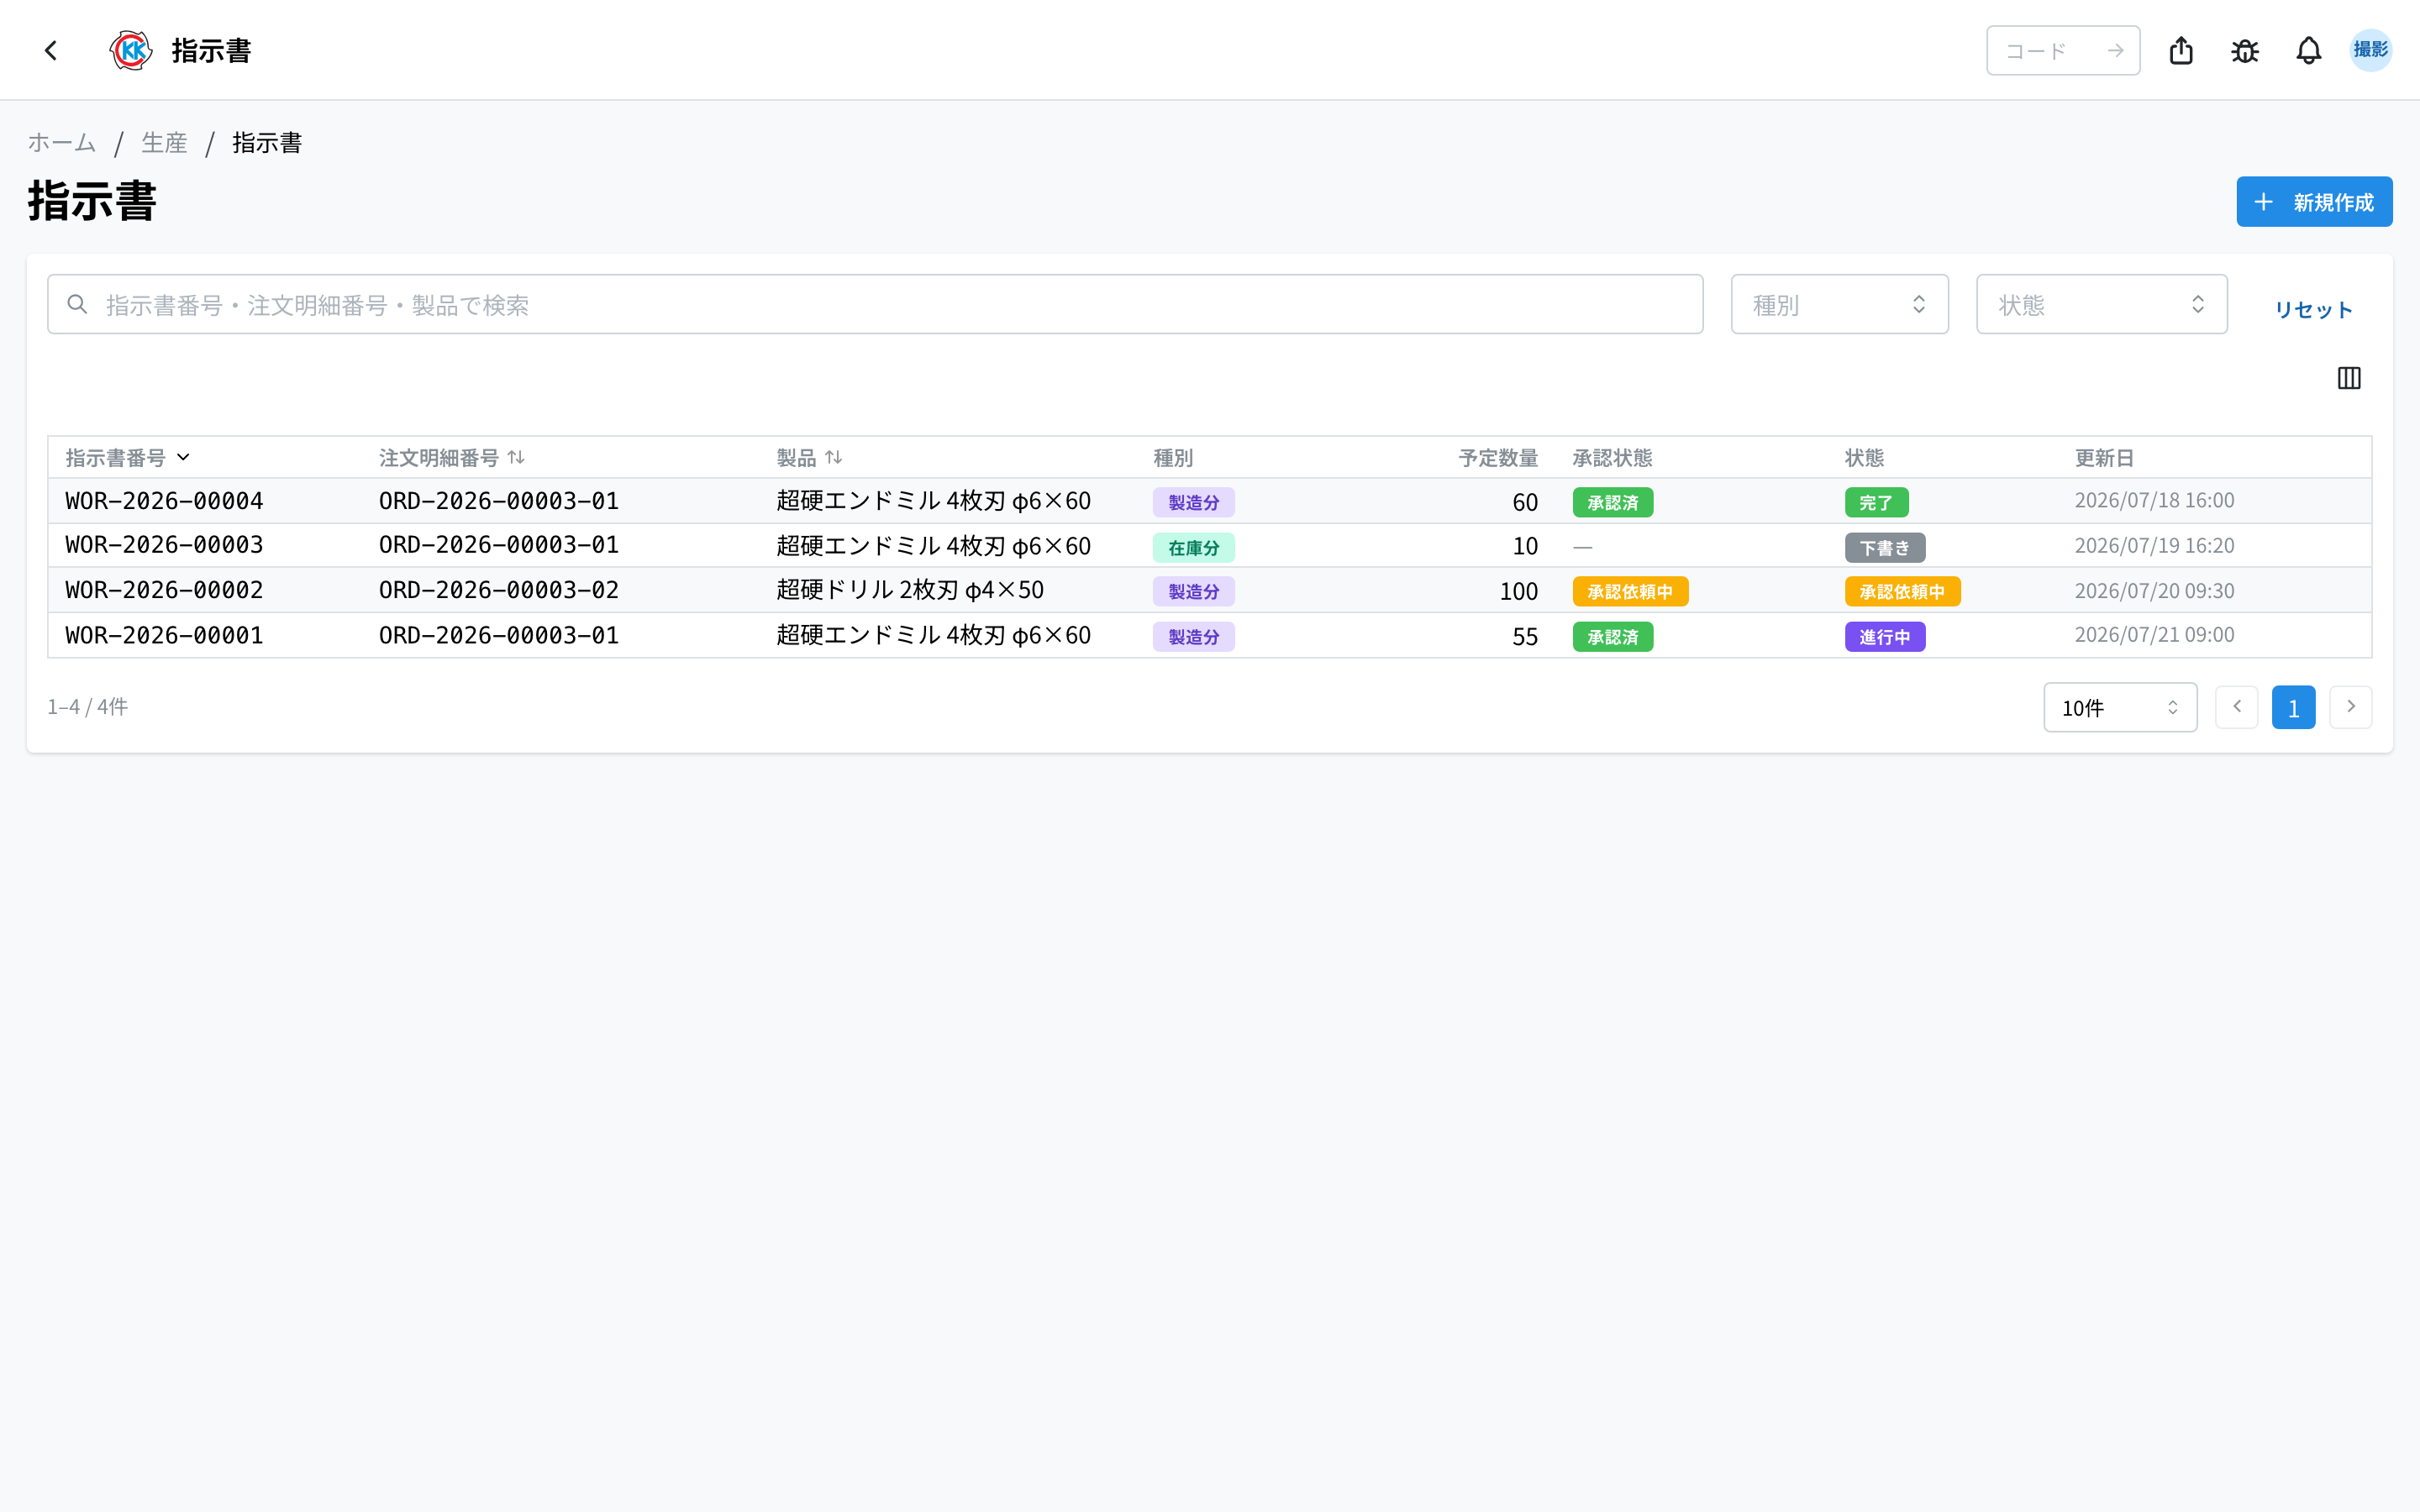 KK 指示書
コード
撮影
ホーム / 生産 / 指示書
指示書
新規作成
指示書番号・注文明細番号・製品で検索
種別
状態
リセット
指示書番号 注文明細番号 製品 種別 予定数量 承認状態 状態 更新日
WOR-2026-00004 ORD-2026-00003-01 超硬エンドミル 4枚刃 φ6×60 製造分 60 承認済 完了 2026/07/18 16:00
WOR-2026-00003 ORD-2026-00003-01 超硬エンドミル 4枚刃 φ6×60 在庫分 10 — 下書き 2026/07/19 16:20
WOR-2026-00002 ORD-2026-00003-02 超硬ドリル 2枚刃 φ4×50 製造分 100 承認依頼中 承認依頼中 2026/07/20 09:30
WOR-2026-00001 ORD-2026-00003-01 超硬エンドミル 4枚刃 φ6×60 製造分 55 承認済 進行中 2026/07/21 09:00
1–4 / 4件
10件
1